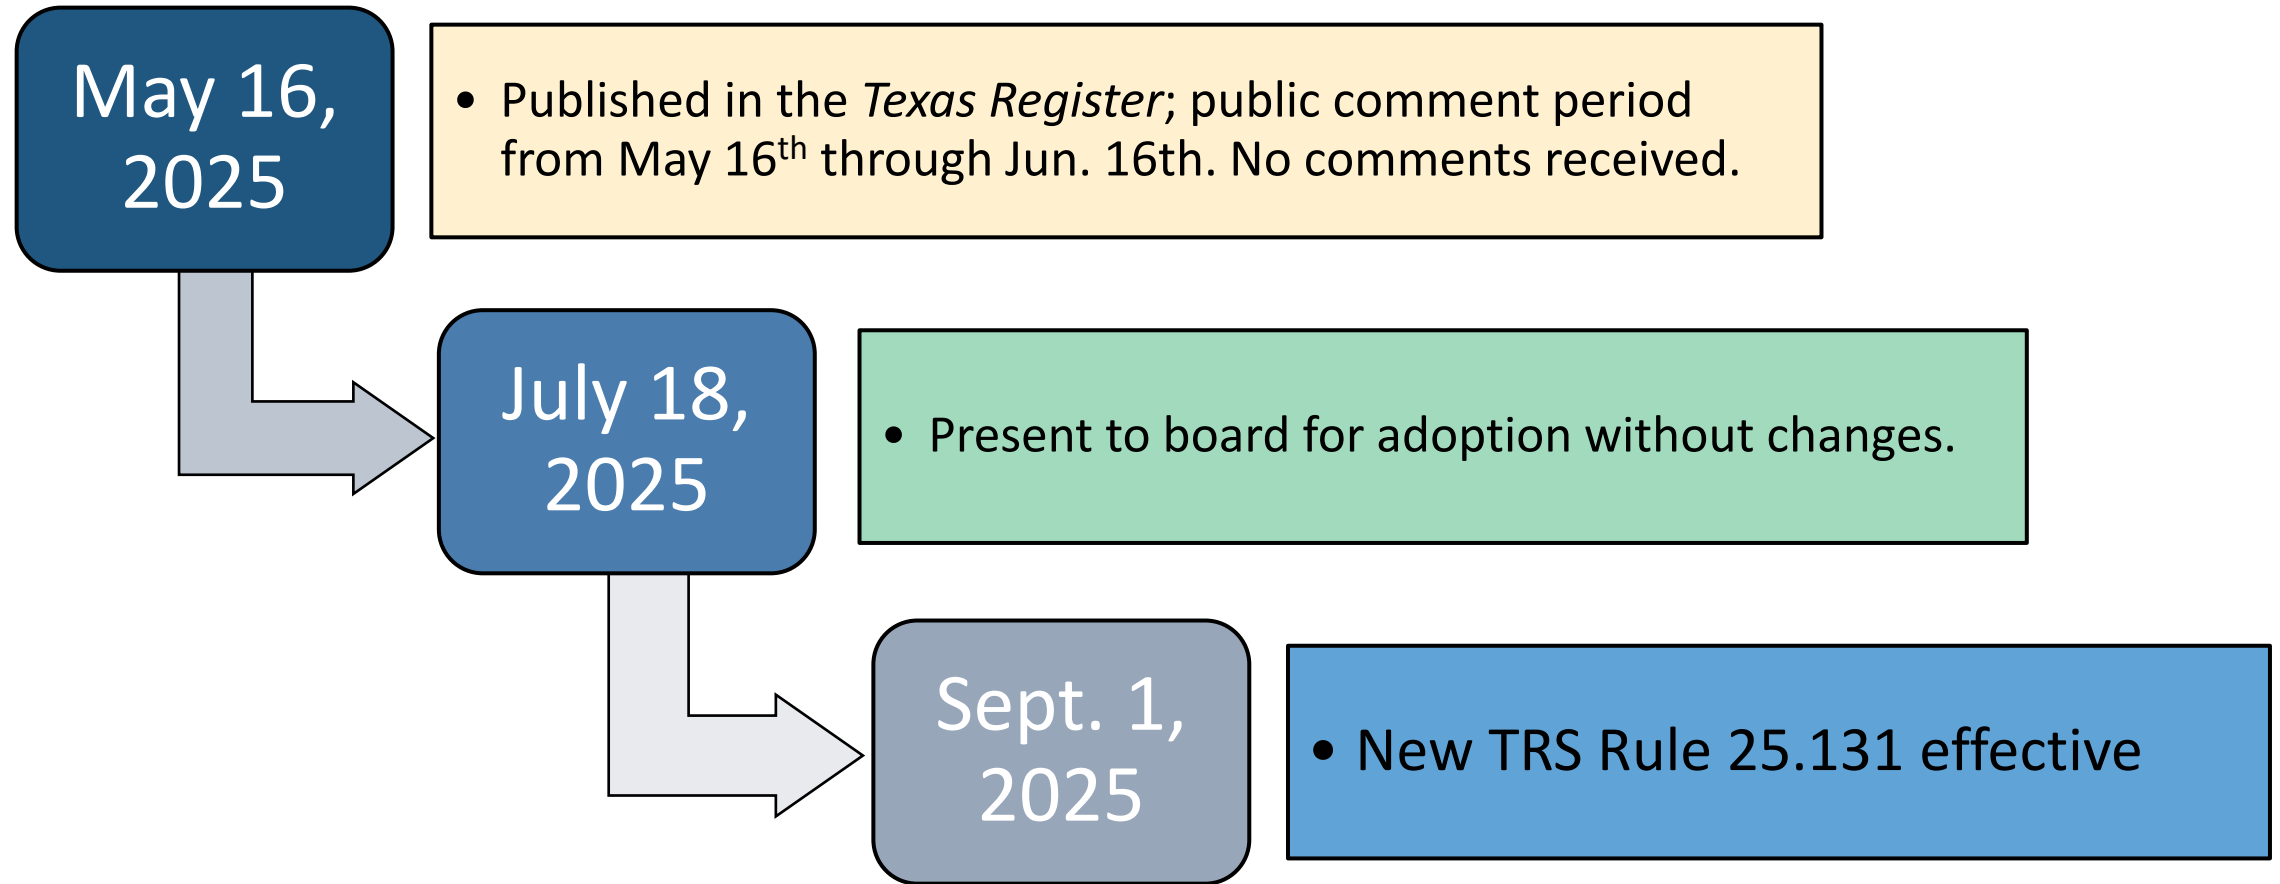 May 16,
2025
• Published in the Texas Register; public comment period
from May 16th through Jun. 16th. No comments received.
July 18,
2025
• Present to board for adoption without changes.
Sept. 1,
2025
• New TRS Rule 25.131 effective